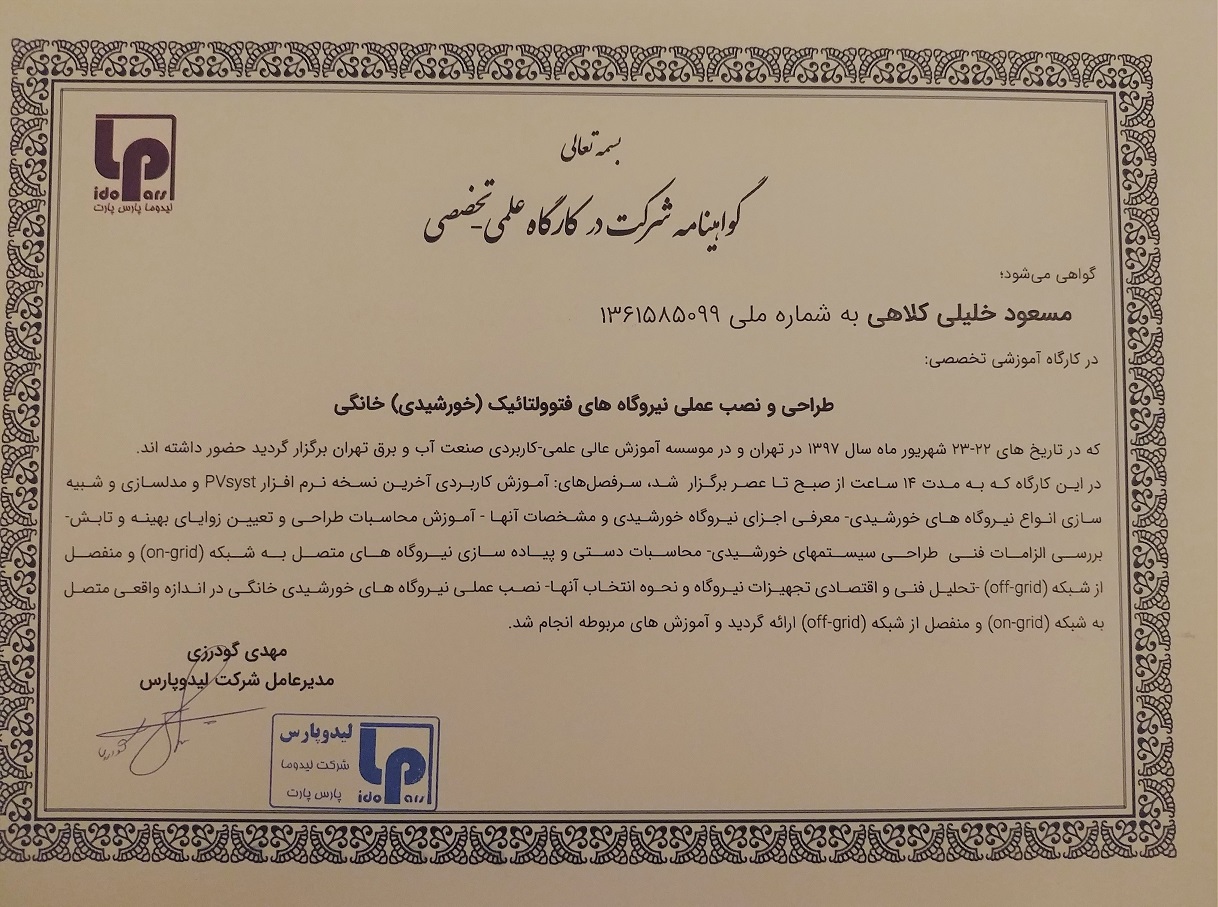 بسمه تعالی
گواهینامه شرکت در کارگاه علمی-تخصصی
Lp
ido Pars
لیدوما پارس پارت
گواهی می‌شود؛
مسعود خلیلی کلاهی به شماره ملی ۱۳۶۱۵۸۵۰۹۹
در کارگاه آموزشی تخصصی:
طراحی و نصب عملی نیروگاه های فتوولتائیک (خورشیدی) خانگی
که در تاریخ های ۲۲-۲۳ شهریور ماه سال ۱۳۹۷ در تهران و در موسسه آموزش عالی علمی-کاربردی صنعت آب و برق تهران برگزار گردید حضور داشته اند.
در این کارگاه که به مدت ۱۴ ساعت از صبح تا عصر برگزار شد، سرفصل‌های: آموزش کاربردی آخرین نسخه نرم افزار PVsyst و مدلسازی و شبیه
سازی انواع نیروگاه های خورشیدی- معرفی اجزای نیروگاه خورشیدی و مشخصات آنها - آموزش محاسبات طراحی و تعیین زوایای بهینه و تابش-
بررسی الزامات فنی طراحی سیستمهای خورشیدی- محاسبات دستی و پیاده سازی نیروگاه های متصل به شبکه (on-grid) و منفصل
از شبکه (off-grid) -تحلیل فنی و اقتصادی تجهیزات نیروگاه و نحوه انتخاب آنها- نصب عملی نیروگاه های خورشیدی خانگی در اندازه واقعی متصل
به شبکه (on-grid) و منفصل از شبکه (off-grid) ارائه گردید و آموزش های مربوطه انجام شد.
مهدی گودرزی
مدیرعامل شرکت لیدوپارس
لیدوپارس
شرکت لیدوما
پارس پارت
Lp
ido Pars